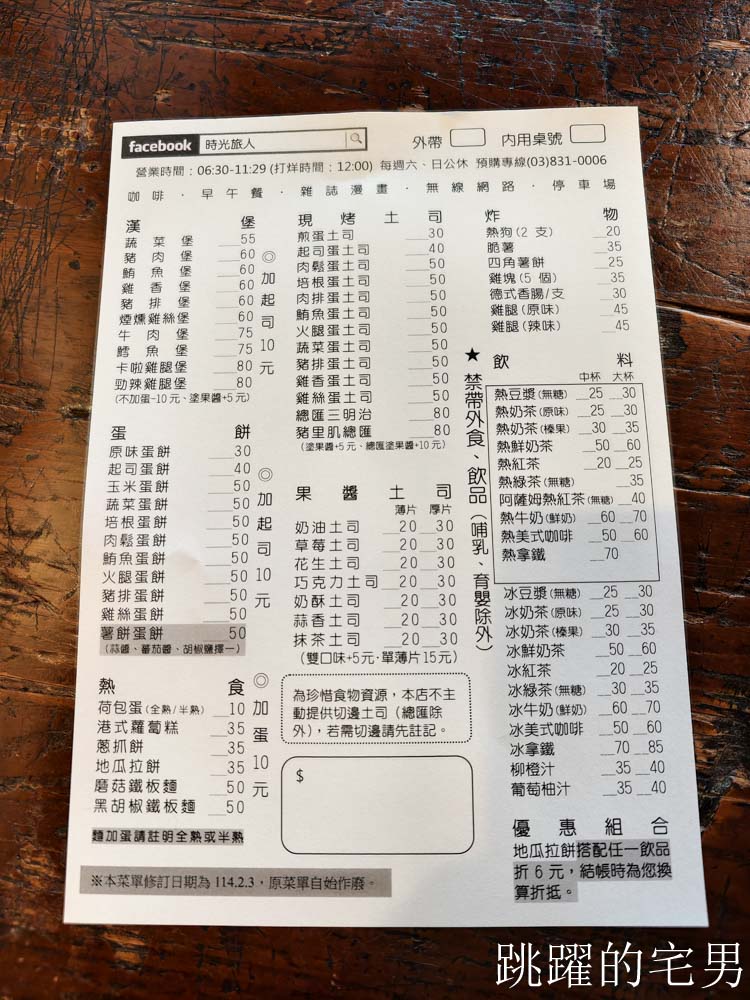 facebook 時光旅人
外帶 內用桌號
營業時間：06:30-11:29 (打烊時間：12:00) 每週六、日公休 預購專線(03)831-0006
咖啡・早午餐・雜誌漫畫・無線網路・停車場
漢堡
蔬菜堡 55
豬肉堡 60
鮪魚堡 60
雞香堡 60
豬排堡 60
煙燻雞絲堡 60
牛肉堡 75
鱈魚堡 75
卡啦雞腿堡 80
勁辣雞腿堡 80
(不加蛋-10元、塗果醬+5元)
◎加起司10元
蛋餅
原味蛋餅 30
起司蛋餅 40
玉米蛋餅 50
蔬菜蛋餅 50
培根蛋餅 50
肉鬆蛋餅 50
鮪魚蛋餅 50
火腿蛋餅 50
豬排蛋餅 50
雞絲蛋餅 50
薯餅蛋餅 50
(蒜醬、蕃茄醬、胡椒鹽擇一)
◎加起司10元
熱食
荷包蛋(全熟/半熟) 10
港式蘿蔔糕 35
蔥抓餅 35
地瓜拉餅 35
磨菇鐵板麵 50
黑胡椒鐵板麵 50
◎加蛋10元
麵加蛋請註明全熟或半熟
※本菜單修訂日期為 114.2.3，原菜單自始作廢。
現烤土司
煎蛋土司 30
起司蛋土司 40
肉鬆蛋土司 50
培根蛋土司 50
肉排蛋土司 50
鮪魚蛋土司 50
火腿蛋土司 50
蔬菜蛋土司 50
豬排蛋土司 50
雞香蛋土司 50
雞絲蛋土司 50
總匯三明治 80
豬里肌總匯 80
(塗果醬+5元、總匯塗果醬+10元)
果醬土司
薄片 厚片
奶油土司 20 30
草莓土司 20 30
花生土司 20 30
巧克力土司 20 30
奶酥土司 20 30
蒜香土司 20 30
抹茶土司 20 30
(雙口味+5元‧單薄片15元)
為珍惜食物資源，本店不主
動提供切邊土司（總匯除
外)，若需切邊請先註記。
$
★禁帶外食、飲品（哺乳、育嬰除外）
炸物
熱狗(2支) 20
脆薯 35
四角薯餅 25
雞塊(5個) 35
德式香腸/支 30
雞腿(原味) 45
雞腿(辣味) 45
飲料
中杯 大杯
熱豆漿(無糖) 25 30
熱奶茶(原味) 25 30
熱奶茶(榛果) 30 35
熱鮮奶茶 50 60
熱紅茶 20 25
熱綠茶(無糖) 35
阿薩姆熱紅茶(無糖) 40
熱牛奶(鮮奶) 60 70
熱美式咖啡 50 60
熱拿鐵 70
冰豆漿(無糖) 25 30
冰奶茶(原味) 25 30
冰奶茶(榛果) 30 35
冰鮮奶茶 50 60
冰紅茶 20 25
冰綠茶(無糖) 30 35
冰牛奶(鮮奶) 60 70
冰美式咖啡 50 60
冰拿鐵 70 85
柳橙汁 35 40
葡萄柚汁 35 40
優惠組合
地瓜拉餅搭配任一飲品
折6元，結帳時為您換
算折抵。
跳躍的宅男